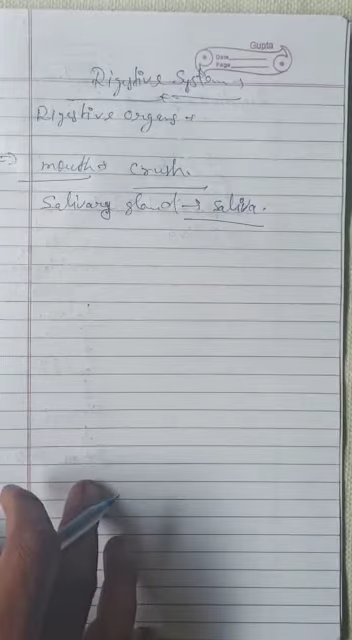 Gupta
Date
Page
Digestive System →
Digestive organs →
⇒ mouth → crush.
Salivary gland → saliva.